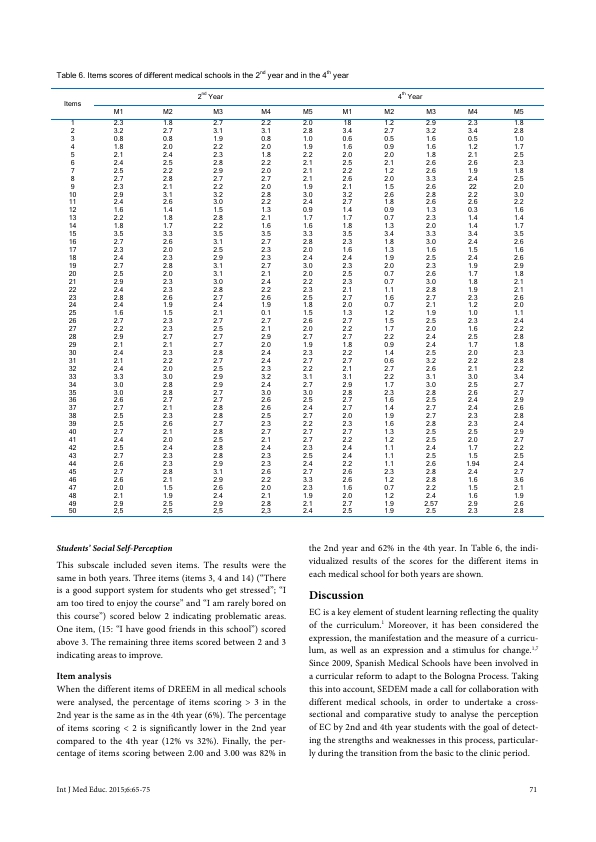 Table 6. Items scores of different medical schools in the 2nd year and in the 4th year
Items 2nd Year 4th Year
M1 M2 M3 M4 M5 M1 M2 M3 M4 M5
1 2.3 1.8 2.7 2.2 2.0 18 1.2 2.9 2.3 1.8
2 3.2 2.7 3.1 3.1 2.8 3.4 2.7 3.2 3.4 2.8
3 0.8 0.8 1.9 0.8 1.0 0.6 0.5 1.6 0.5 1.0
4 1.8 2.0 2.2 2.0 1.9 1.6 0.9 1.6 1.2 1.7
5 2.1 2.4 2.3 1.8 2.2 2.0 2.0 1.8 2.1 2.5
6 2.4 2.5 2.8 2.2 2.1 2.5 2.1 2.6 2.6 2.3
7 2.5 2.2 2.9 2.0 2.1 2.2 1.2 2.6 1.9 1.8
8 2.7 2.8 2.7 2.7 2.1 2.6 2.0 3.3 2.4 2.5
9 2.3 2.1 2.2 2.0 1.9 2.1 1.5 2.6 22 2.0
10 2.9 3.1 3.2 2.8 3.0 3.2 2.6 2.8 2.2 3.0
11 2.4 2.6 3.0 2.2 2.4 2.7 1.8 2.6 2.6 2.2
12 1.6 1.4 1.5 1.3 0.9 1.4 0.9 1.3 0.3 1.6
13 2.2 1.8 2.8 2.1 1.7 1.7 0.7 2.3 1.4 1.4
14 1.8 1.7 2.2 1.6 1.6 1.8 1.3 2.0 1.4 1.7
15 3.5 3.3 3.5 3.5 3.5 3.5 3.4 3.3 3.4 3.5
16 2.7 2.6 3.1 2.7 2.8 2.3 1.8 3.0 2.4 2.6
17 2.3 2.0 2.5 2.3 2.0 1.6 1.3 1.6 1.5 1.6
18 2.4 2.3 2.9 2.3 2.4 2.4 1.9 2.5 2.4 2.6
19 2.7 2.8 3.1 2.7 3.0 2.3 2.0 2.3 1.9 2.9
20 2.5 2.0 3.1 2.1 2.0 2.5 0.7 2.6 1.7 1.8
21 2.9 2.3 3.0 2.4 2.2 2.3 0.7 3.0 1.8 2.1
22 2.4 2.3 2.8 2.2 2.3 2.1 1.1 2.8 1.9 2.1
23 2.8 2.6 2.7 2.6 2.5 2.7 1.6 2.7 2.3 2.6
24 2.4 1.9 2.4 1.9 1.8 2.0 0.7 2.1 1.2 2.0
25 1.6 1.5 2.1 0.1 1.5 1.3 1.2 1.9 1.0 1.1
26 2.7 2.3 2.7 2.7 2.6 2.7 1.5 2.5 2.3 2.4
27 2.2 2.3 2.5 2.1 2.0 2.2 1.7 2.0 1.6 2.2
28 2.9 2.7 2.7 2.9 2.7 2.7 2.2 2.4 2.5 2.8
29 2.1 2.1 2.7 2.0 1.9 1.8 0.9 2.4 1.7 1.8
30 2.4 2.3 2.8 2.4 2.3 2.2 1.4 2.5 2.0 2.3
31 2.1 2.2 2.7 2.4 2.7 2.7 0.6 3.2 2.2 2.8
32 2.4 2.0 2.5 2.3 2.2 2.1 2.7 2.6 2.1 2.2
33 3.3 3.0 2.9 3.2 3.1 3.1 2.2 3.1 3.0 3.4
34 3.0 2.8 2.9 2.4 2.7 2.9 1.7 3.0 2.5 2.7
35 3.0 2.8 2.7 3.0 3.0 2.8 2.3 2.8 2.6 2.7
36 2.6 2.7 2.7 2.6 2.5 2.7 1.6 2.5 2.4 2.9
37 2.7 2.1 2.8 2.6 2.4 2.7 1.4 2.7 2.4 2.6
38 2.5 2.3 2.8 2.5 2.7 2.0 1.9 2.7 2.3 2.8
39 2.5 2.6 2.7 2.3 2.2 2.3 1.6 2.8 2.3 2.4
40 2.7 2.1 2.8 2.7 2.7 2.7 1.3 2.5 2.5 2.9
41 2.4 2.0 2.5 2.1 2.7 2.2 1.2 2.5 2.0 2.7
42 2.5 2.4 2.8 2.4 2.3 2.4 1.1 2.4 1.7 2.2
43 2.7 2.3 2.8 2.3 2.5 2.4 1.1 2.5 1.5 2.5
44 2.6 2.3 2.9 2.3 2.4 2.2 1.1 2.6 1.94 2.4
45 2.7 2.8 3.1 2.6 2.7 2.6 2.3 2.8 2.4 2.7
46 2.6 2.1 2.9 2.2 3.3 2.6 1.2 2.8 1.6 3.6
47 2.0 1.5 2.6 2.0 2.3 1.6 0.7 2.2 1.5 2.1
48 2.1 1.9 2.4 2.1 1.9 2.0 1.2 2.4 1.6 1.9
49 2.9 2.5 2.9 2.8 2.1 2.7 1.9 2.57 2.9 2.6
50 2,5 2,5 2,5 2.3 2.4 2.5 1.9 2.5 2.3 2.8
Students' Social Self-Perception
This subscale included seven items. The results were the
same in both years. Three items (items 3, 4 and 14) ("There
is a good support system for students who get stressed"; "I
am too tired to enjoy the course" and "I am rarely bored on
this course") scored below 2 indicating problematic areas.
One item, (15: "I have good friends in this school") scored
above 3. The remaining three items scored between 2 and 3
indicating areas to improve.
Item analysis
When the different items of DREEM in all medical schools
were analysed, the percentage of items scoring > 3 in the
2nd year is the same as in the 4th year (6%). The percentage
of items scoring < 2 is significantly lower in the 2nd year
compared to the 4th year (12% vs 32%). Finally, the per-
centage of items scoring between 2.00 and 3.00 was 82% in
the 2nd year and 62% in the 4th year. In Table 6, the indi-
vidualized results of the scores for the different items in
each medical school for both years are shown.
Discussion
EC is a key element of student learning reflecting the quality
of the curriculum.1 Moreover, it has been considered the
expression, the manifestation and the measure of a curricu-
lum, as well as an expression and a stimulus for change.1,7
Since 2009, Spanish Medical Schools have been involved in
a curricular reform to adapt to the Bologna Process. Taking
this into account, SEDEM made a call for collaboration with
different medical schools, in order to undertake a cross-
sectional and comparative study to analyse the perception
of EC by 2nd and 4th year students with the goal of detect-
ing the strengths and weaknesses in this process, particular-
ly during the transition from the basic to the clinic period.
Int J Med Educ. 2015;6:65-75 71